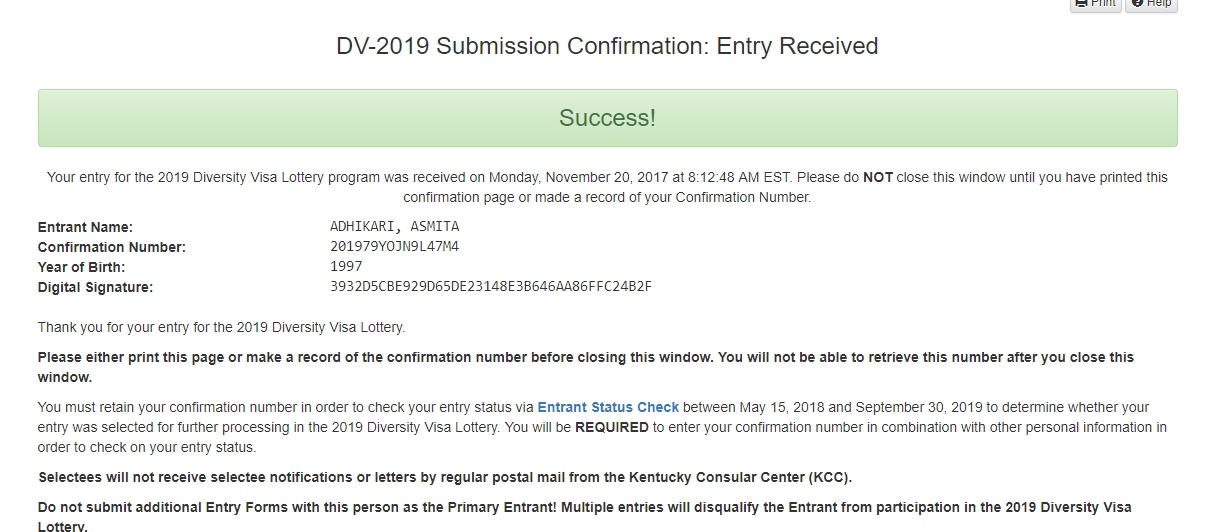 Print Help
DV-2019 Submission Confirmation: Entry Received
Success!
Your entry for the 2019 Diversity Visa Lottery program was received on Monday, November 20, 2017 at 8:12:48 AM EST. Please do NOT close this window until you have printed this
confirmation page or made a record of your Confirmation Number.
Entrant Name: ADHIKARI, ASMITA
Confirmation Number: 201979YOJN9L47M4
Year of Birth: 1997
Digital Signature: 3932D5CBE929D65DE23148E3B646AA86FFC24B2F
Thank you for your entry for the 2019 Diversity Visa Lottery.
Please either print this page or make a record of the confirmation number before closing this window. You will not be able to retrieve this number after you close this
window.
You must retain your confirmation number in order to check your entry status via Entrant Status Check between May 15, 2018 and September 30, 2019 to determine whether your
entry was selected for further processing in the 2019 Diversity Visa Lottery. You will be REQUIRED to enter your confirmation number in combination with other personal information in
order to check on your entry status.
Selectees will not receive selectee notifications or letters by regular postal mail from the Kentucky Consular Center (KCC).
Do not submit additional Entry Forms with this person as the Primary Entrant! Multiple entries will disqualify the Entrant from participation in the 2019 Diversity Visa
Lottery.